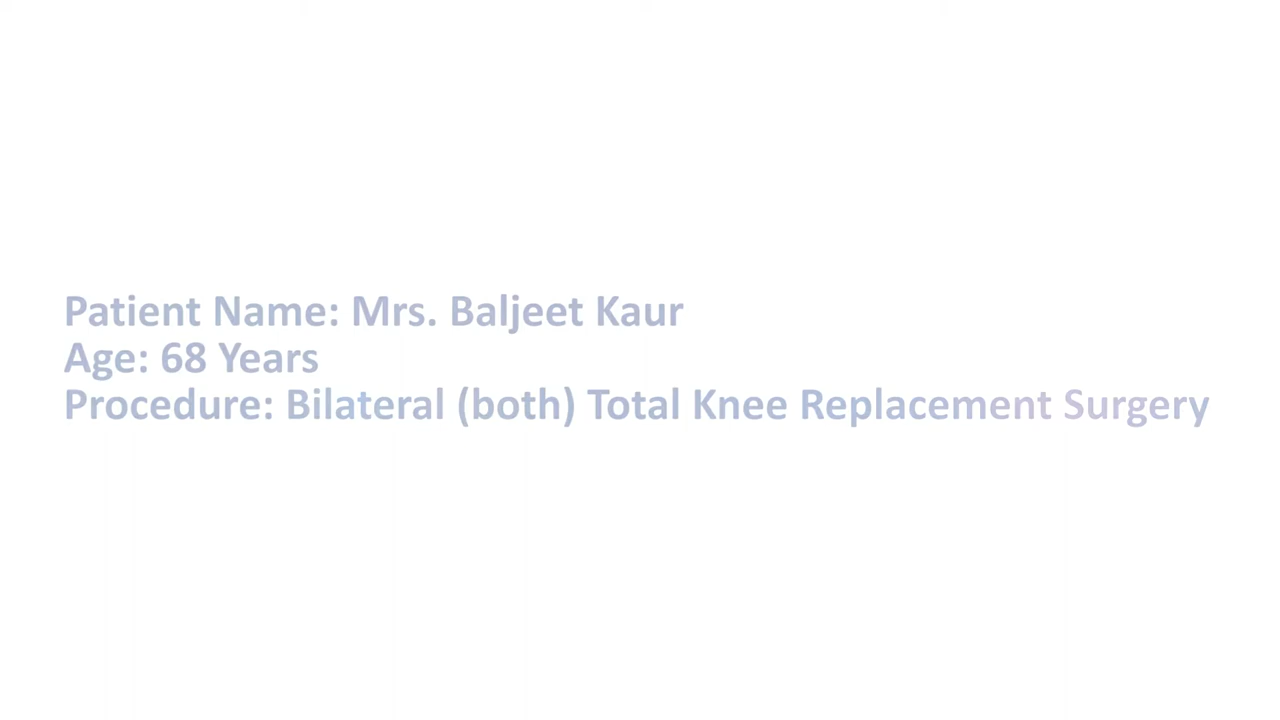 Patient Name: Mrs. Baljeet Kaur
Age: 68 Years
Procedure: Bilateral (both) Total Knee Replacement Surgery